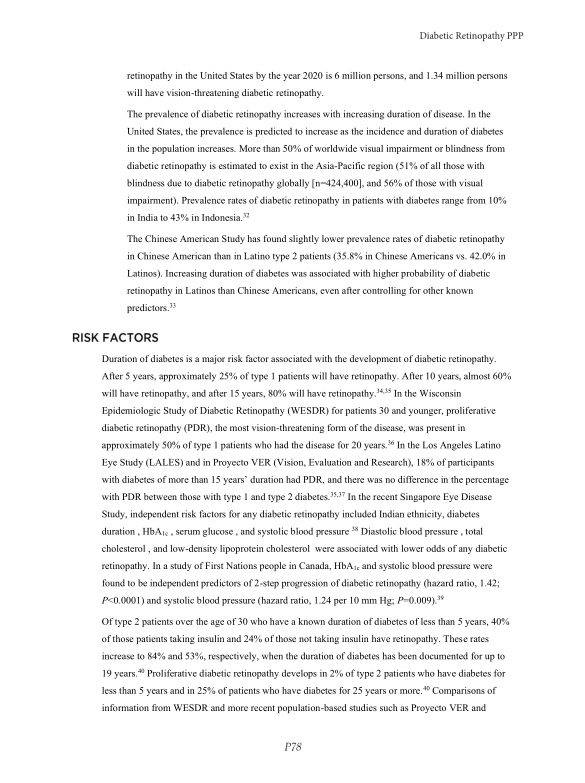 Diabetic Retinopathy PPP
retinopathy in the United States by the year 2020 is 6 million persons, and 1.34 million persons
will have vision-threatening diabetic retinopathy.
The prevalence of diabetic retinopathy increases with increasing duration of disease. In the
United States, the prevalence is predicted to increase as the incidence and duration of diabetes
in the population increases. More than 50% of worldwide visual impairment or blindness from
diabetic retinopathy is estimated to exist in the Asia-Pacific region (51% of all those with
blindness due to diabetic retinopathy globally [n=424,400], and 56% of those with visual
impairment). Prevalence rates of diabetic retinopathy in patients with diabetes range from 10%
in India to 43% in Indonesia.32
The Chinese American Study has found slightly lower prevalence rates of diabetic retinopathy
in Chinese American than in Latino type 2 patients (35.8% in Chinese Americans vs. 42.0% in
Latinos). Increasing duration of diabetes was associated with higher probability of diabetic
retinopathy in Latinos than Chinese Americans, even after controlling for other known
predictors.33
RISK FACTORS
Duration of diabetes is a major risk factor associated with the development of diabetic retinopathy.
After 5 years, approximately 25% of type 1 patients will have retinopathy. After 10 years, almost 60%
will have retinopathy, and after 15 years, 80% will have retinopathy.34,35 In the Wisconsin
Epidemiologic Study of Diabetic Retinopathy (WESDR) for patients 30 and younger, proliferative
diabetic retinopathy (PDR), the most vision-threatening form of the disease, was present in
approximately 50% of type 1 patients who had the disease for 20 years.36 In the Los Angeles Latino
Eye Study (LALES) and in Proyecto VER (Vision, Evaluation and Research), 18% of participants
with diabetes of more than 15 years' duration had PDR, and there was no difference in the percentage
with PDR between those with type 1 and type 2 diabetes.35,37 In the recent Singapore Eye Disease
Study, independent risk factors for any diabetic retinopathy included Indian ethnicity, diabetes
duration , HbA1c , serum glucose , and systolic blood pressure 38 Diastolic blood pressure , total
cholesterol , and low-density lipoprotein cholesterol were associated with lower odds of any diabetic
retinopathy. In a study of First Nations people in Canada, HbA1c and systolic blood pressure were
found to be independent predictors of 2-step progression of diabetic retinopathy (hazard ratio, 1.42;
P<0.0001) and systolic blood pressure (hazard ratio, 1.24 per 10 mm Hg; P=0.009).39
Of type 2 patients over the age of 30 who have a known duration of diabetes of less than 5 years, 40%
of those patients taking insulin and 24% of those not taking insulin have retinopathy. These rates
increase to 84% and 53%, respectively, when the duration of diabetes has been documented for up to
19 years.40 Proliferative diabetic retinopathy develops in 2% of type 2 patients who have diabetes for
less than 5 years and in 25% of patients who have diabetes for 25 years or more.40 Comparisons of
information from WESDR and more recent population-based studies such as Proyecto VER and
P78